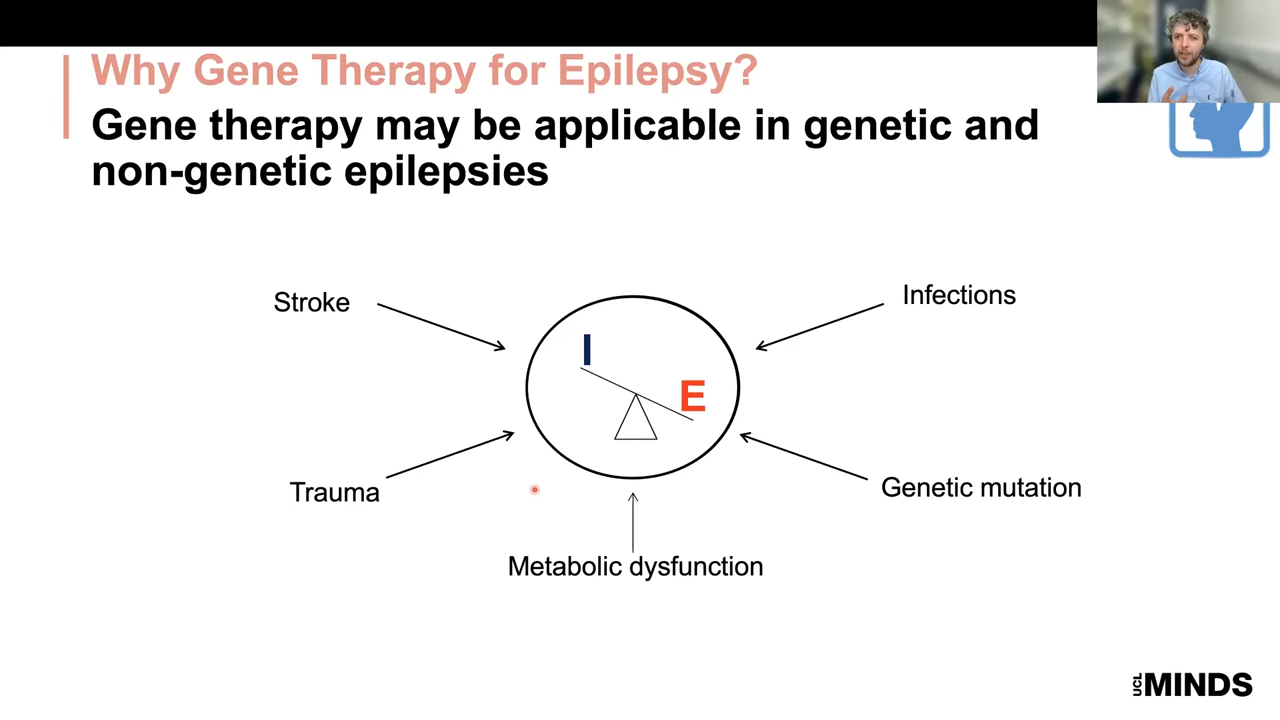 Why Gene Therapy for Epilepsy?
Gene therapy may be applicable in genetic and
non-genetic epilepsies
Stroke
Infections
I
E
Trauma
Genetic mutation
Metabolic dysfunction
UCL MINDS